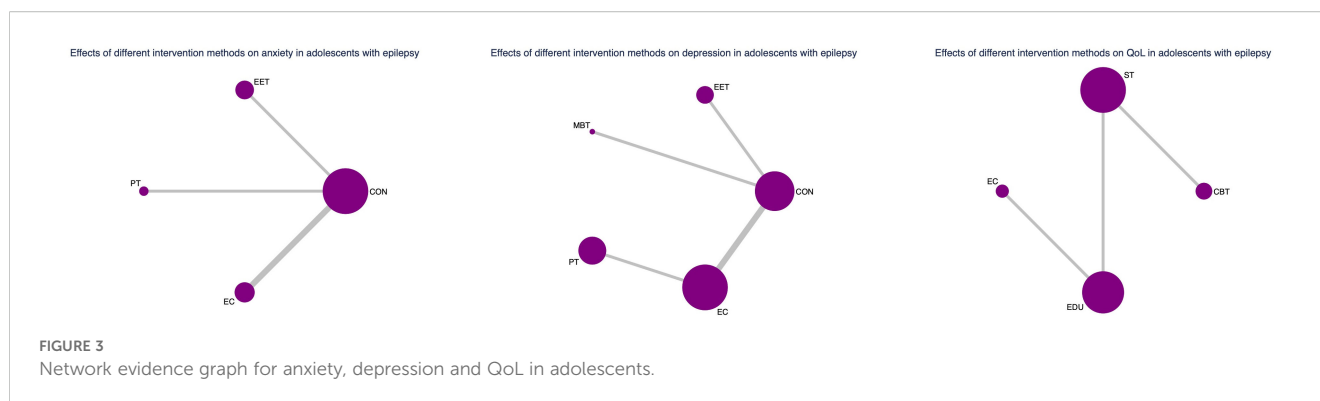 Effects of different intervention methods on anxiety in adolescents with epilepsy
EET
PT
CON
EC
Effects of different intervention methods on depression in adolescents with epilepsy
EET
MBT
CON
PT
EC
Effects of different intervention methods on QoL in adolescents with epilepsy
ST
EC
CBT
EDU
FIGURE 3
Network evidence graph for anxiety, depression and QoL in adolescents.